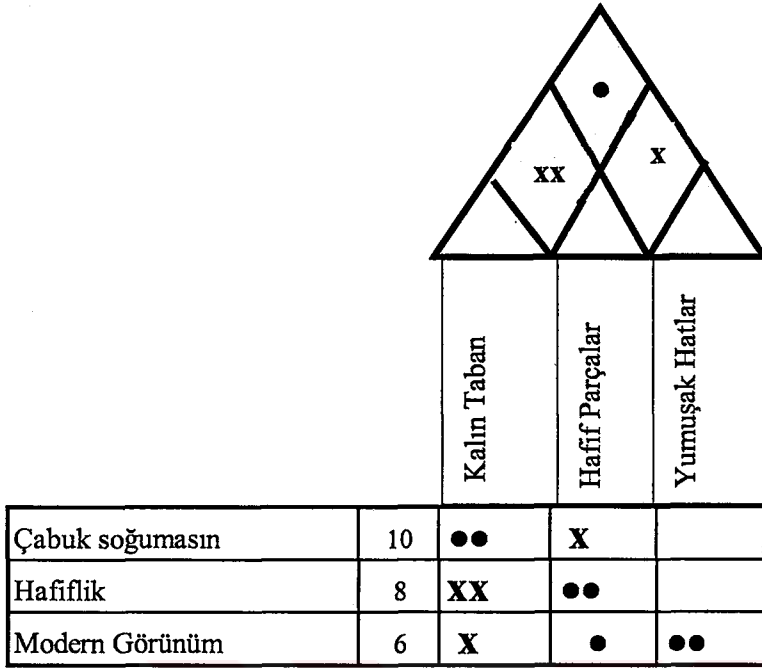 ●
XX X
Kalın Taban
Hafif Parçalar
Yumuşak Hatlar
Çabuk soğumasın 10 ●● X
Hafiflik 8 XX ●●
Modern Görünüm 6 X ● ●●